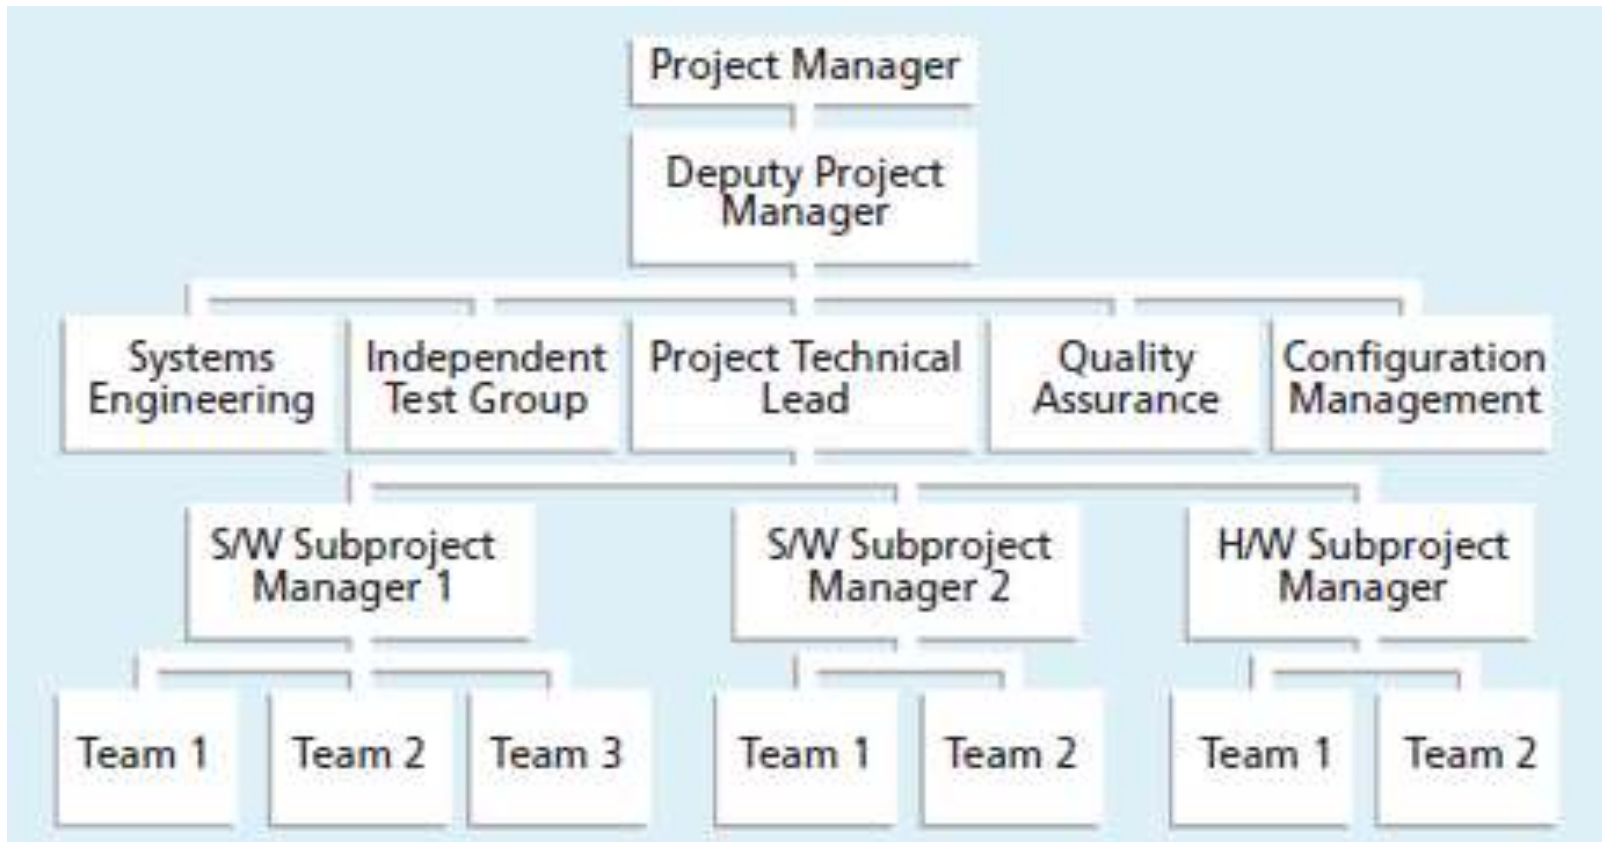 Project Manager
Deputy Project
Manager
Systems
Engineering
Independent
Test Group
Project Technical
Lead
Quality
Assurance
Configuration
Management
S/W Subproject
Manager 1
S/W Subproject
Manager 2
H/W Subproject
Manager
Team 1
Team 2
Team 3
Team 1
Team 2
Team 1
Team 2